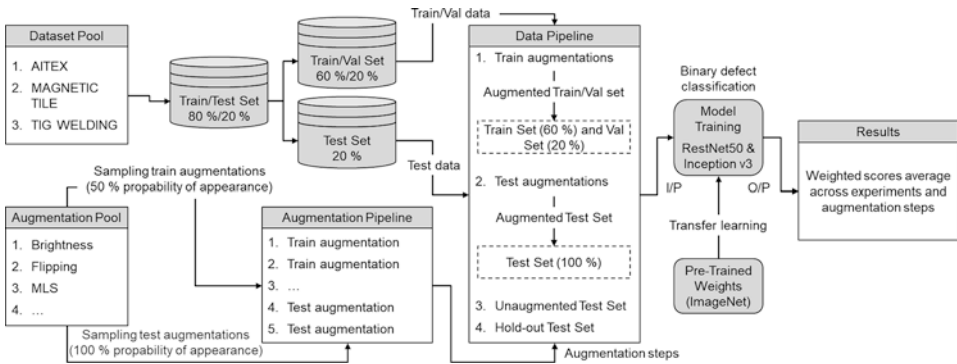 Dataset Pool
1. AITEX
2. MAGNETIC
TILE
3. TIG WELDING
Train/Test Set
80 %/20 %
Train/Val Set
60 %/20 %
Test Set
20 %
Train/Val data
Test data
Sampling train augmentations
(50 % propability of appearance)
Augmentation Pool
1. Brightness
2. Flipping
3. MLS
4. ...
Sampling test augmentations
(100 % propability of appearance)
Augmentation Pipeline
1. Train augmentation
2. Train augmentation
3. ...
4. Test augmentation
5. Test augmentation
Augmentation steps
Data Pipeline
1. Train augmentations
Augmented Train/Val set
Train Set (60 %) and Val
Set (20 %)
2. Test augmentations
Augmented Test Set
Test Set (100 %)
3. Unaugmented Test Set
4. Hold-out Test Set
Binary defect
classification
Model
Training
RestNet50 &
Inception v3
I/P
O/P
Transfer learning
Pre-Trained
Weights
(ImageNet)
Results
Weighted scores average
across experiments and
augmentation steps